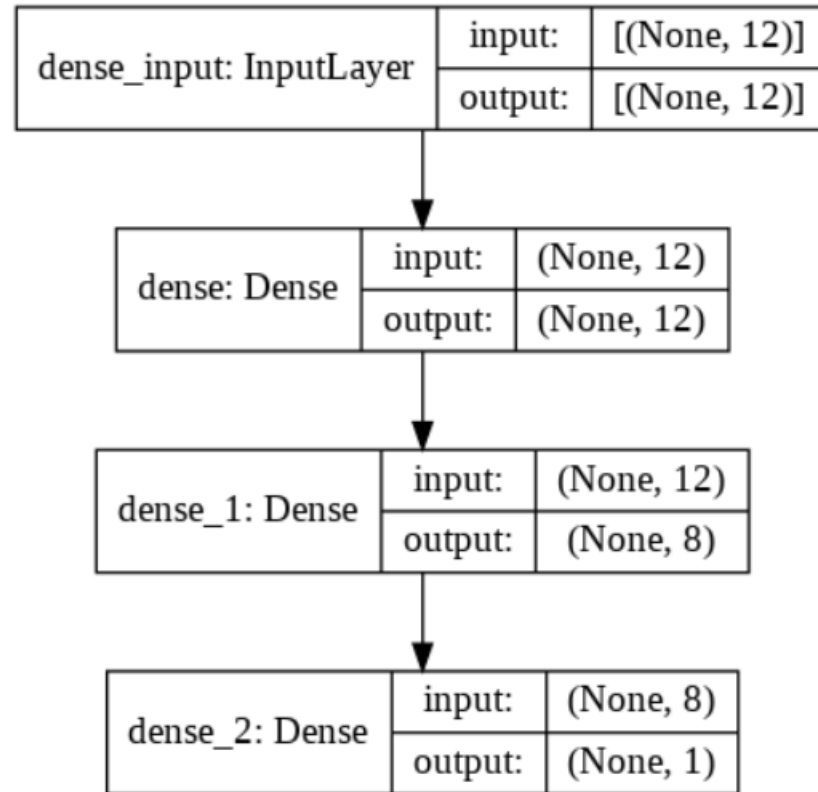 dense_input: InputLayer
input:
[(None, 12)]
output:
[(None, 12)]
dense: Dense
input:
(None, 12)
output:
(None, 12)
dense_1: Dense
input:
(None, 12)
output:
(None, 8)
dense_2: Dense
input:
(None, 8)
output:
(None, 1)